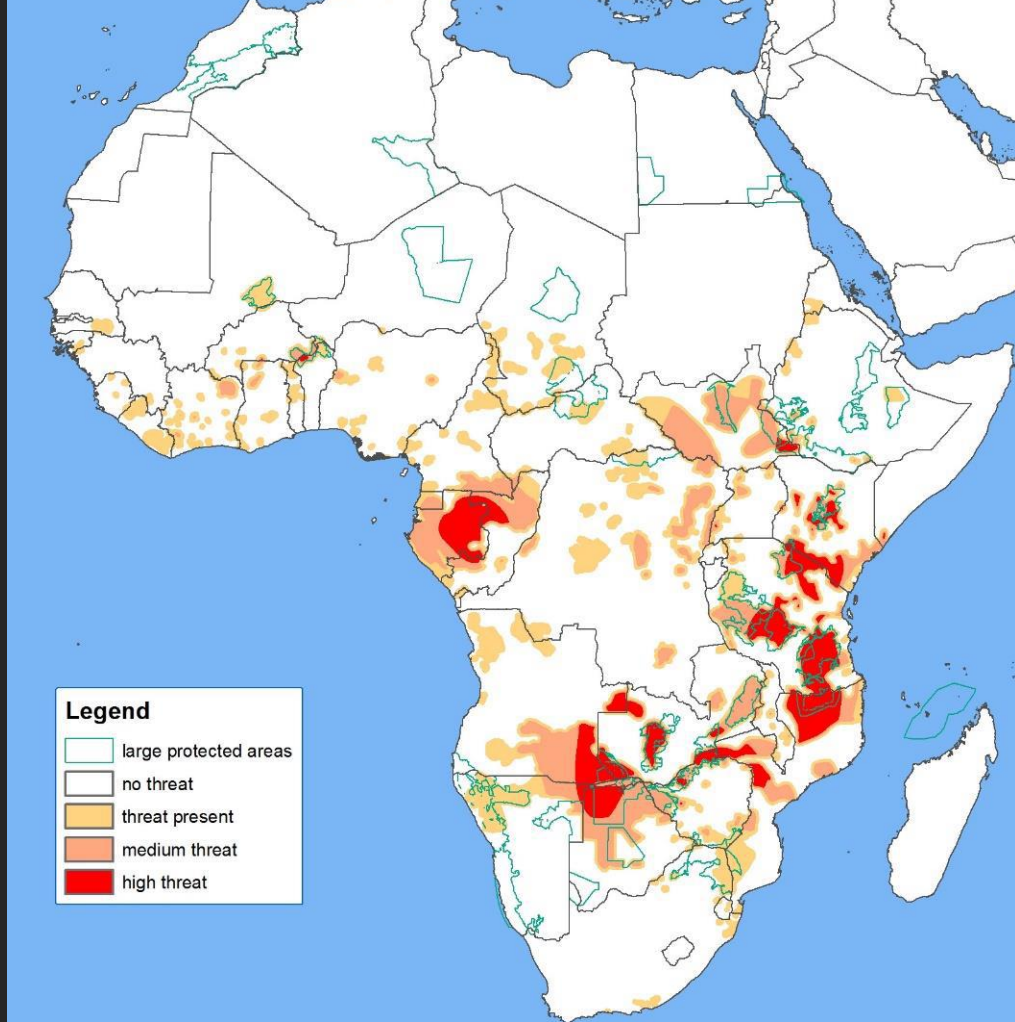 Legend
large protected areas
no threat
threat present
medium threat
high threat